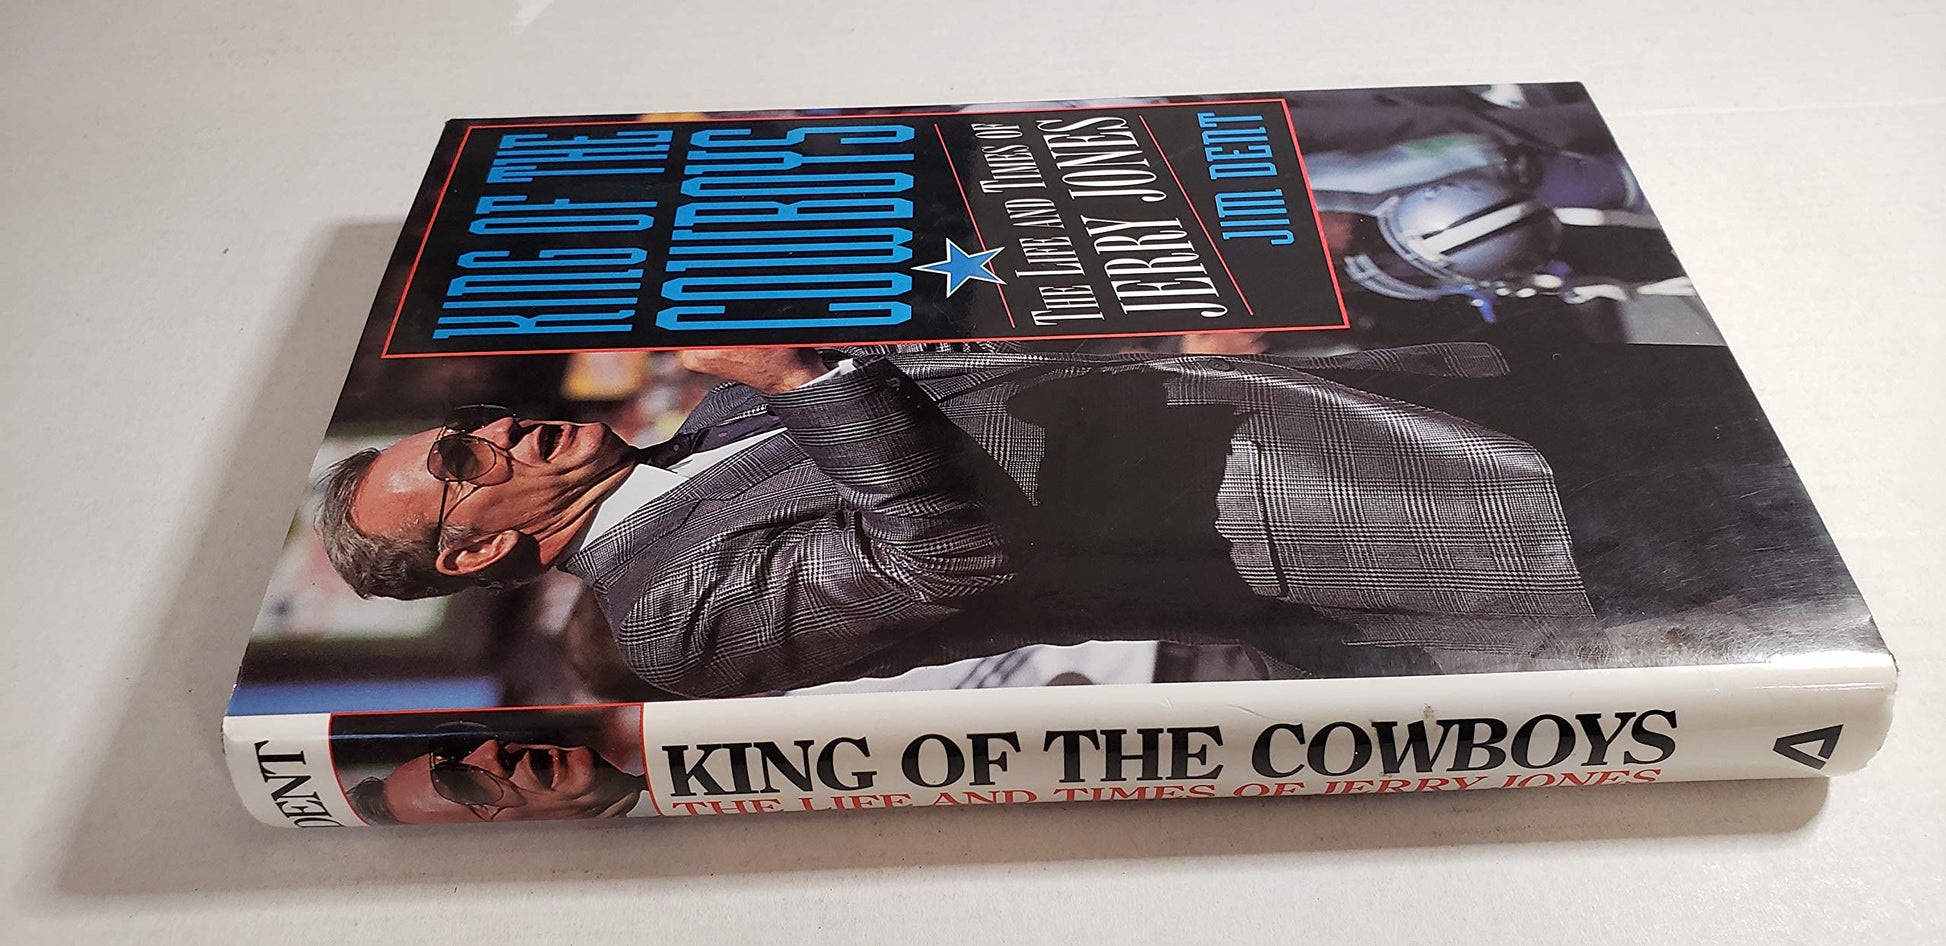 KING OF THE
COWBOYS
THE LIFE AND TIMES OF
JERRY JONES
JIM DENT
DENT
KING OF THE COWBOYS
THE LIFE AND TIMES OF JERRY JONES